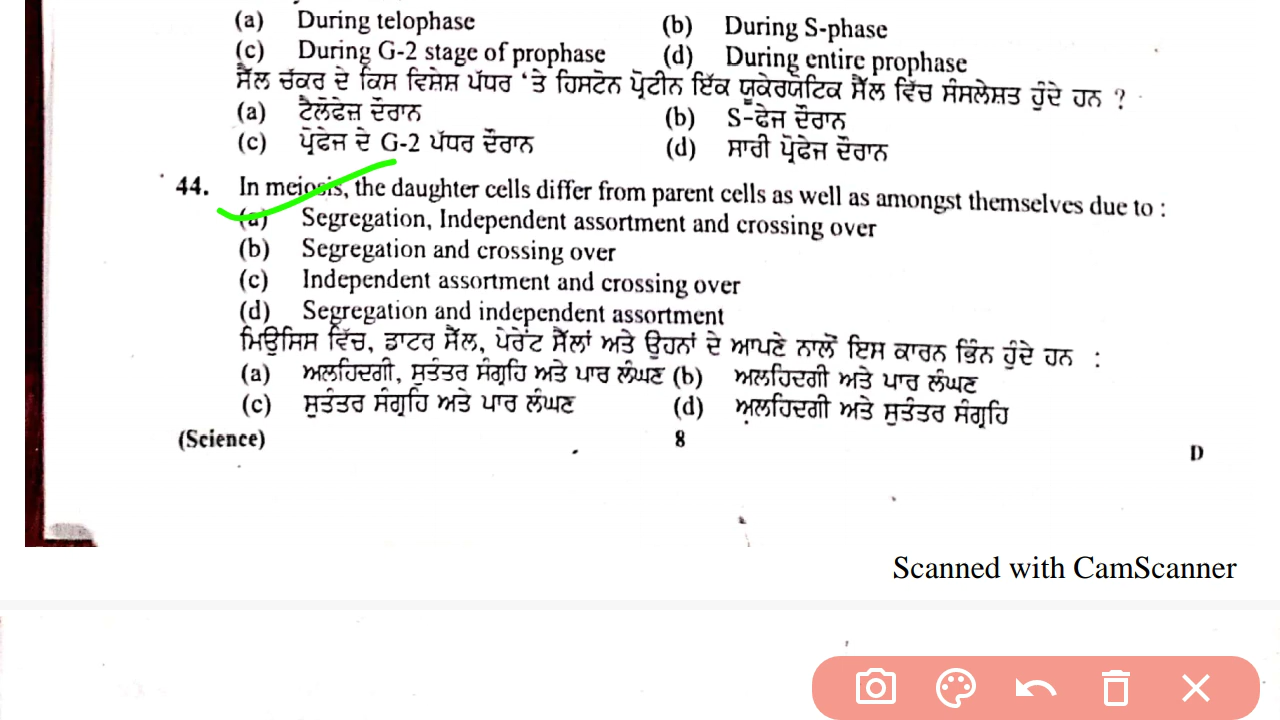 (a) During telophase (b) During S-phase
(c) During G-2 stage of prophase (d) During entire prophase
ਸੈੱਲ ਚੱਕਰ ਦੇ ਕਿਸ ਵਿਸ਼ੇਸ਼ ਪੱਧਰ ‘ਤੇ ਹਿਸਟੋਨ ਪ੍ਰੋਟੀਨ ਇੱਕ ਯੂਕੇਰਯੋਟਿਕ ਸੈੱਲ ਵਿੱਚ ਸੰਸਲੇਸ਼ਤ ਹੁੰਦੇ ਹਨ ?
(a) ਟੈਲੋਫੇਜ਼ ਦੌਰਾਨ (b) S-ਫੇਜ ਦੌਰਾਨ
(c) ਪ੍ਰੋਫੇਜ ਦੇ G-2 ਪੱਧਰ ਦੌਰਾਨ (d) ਸਾਰੀ ਪ੍ਰੋਫੇਜ ਦੌਰਾਨ
44. In meiosis, the daughter cells differ from parent cells as well as amongst themselves due to :
(a) Segregation, Independent assortment and crossing over
(b) Segregation and crossing over
(c) Independent assortment and crossing over
(d) Segregation and independent assortment
ਮਿਉਸਿਸ ਵਿੱਚ, ਡਾਟਰ ਸੈੱਲ, ਪੇਰੇਂਟ ਸੈੱਲਾਂ ਅਤੇ ਉਹਨਾਂ ਦੇ ਆਪਣੇ ਨਾਲੋਂ ਇਸ ਕਾਰਨ ਭਿੰਨ ਹੁੰਦੇ ਹਨ :
(a) ਅਲਹਿਦਗੀ, ਸੁਤੰਤਰ ਸੰਗ੍ਰਹਿ ਅਤੇ ਪਾਰ ਲੰਘਣ (b) ਅਲਹਿਦਗੀ ਅਤੇ ਪਾਰ ਲੰਘਣ
(c) ਸੁਤੰਤਰ ਸੰਗ੍ਰਹਿ ਅਤੇ ਪਾਰ ਲੰਘਣ (d) ਅਲਹਿਦਗੀ ਅਤੇ ਸੁਤੰਤਰ ਸੰਗ੍ਰਹਿ
(Science) 8 D
Scanned with CamScanner